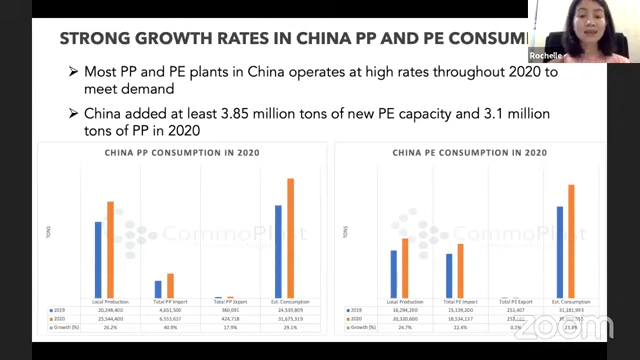 STRONG GROWTH RATES IN CHINA PP AND PE CONSUM
Rochelle
➢ Most PP and PE plants in China operates at high rates throughout 2020 to
meet demand
➢ China added at least 3.85 million tons of new PE capacity and 3.1 million
tons of PP in 2020
CHINA PP CONSUMPTION IN 2020
TONS
CommoPlast
Local Production Total PP Import Total PP Export Est. Consumption
2019 20,248,400 4,651,500 360,095 24,539,805
2020 25,544,400 6,553,637 424,718 31,673,319
Growth (%) 26.2% 40.9% 17.9% 29.1%
CHINA PE CONSUMPTION IN 2020
TONS
CommoPlast
Local Production Total PE Import Total PE Export Est. Consumption
2019 16,294,200 15,139,200 251,407 31,181,993
2020 20,320,600 18,534,137
Growth (%) 24.7% 22.4% 0.3%
zoom